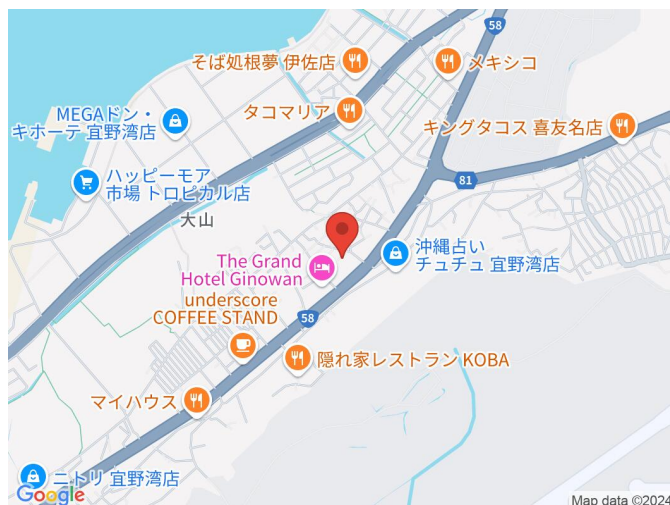 58
そば処根夢 伊佐店
メキシコ
MEGAドン・
キホーテ 宜野湾店
タコマリア
キングタコス 喜友名店
ハッピーモア
市場 トロピカル店
81
大山
The Grand
Hotel Ginowan
沖縄占い
チュチュ 宜野湾店
underscore
COFFEE STAND
58
隠れ家レストラン KOBA
マイハウス
ニトリ 宜野湾店
Google
Map data ©2024